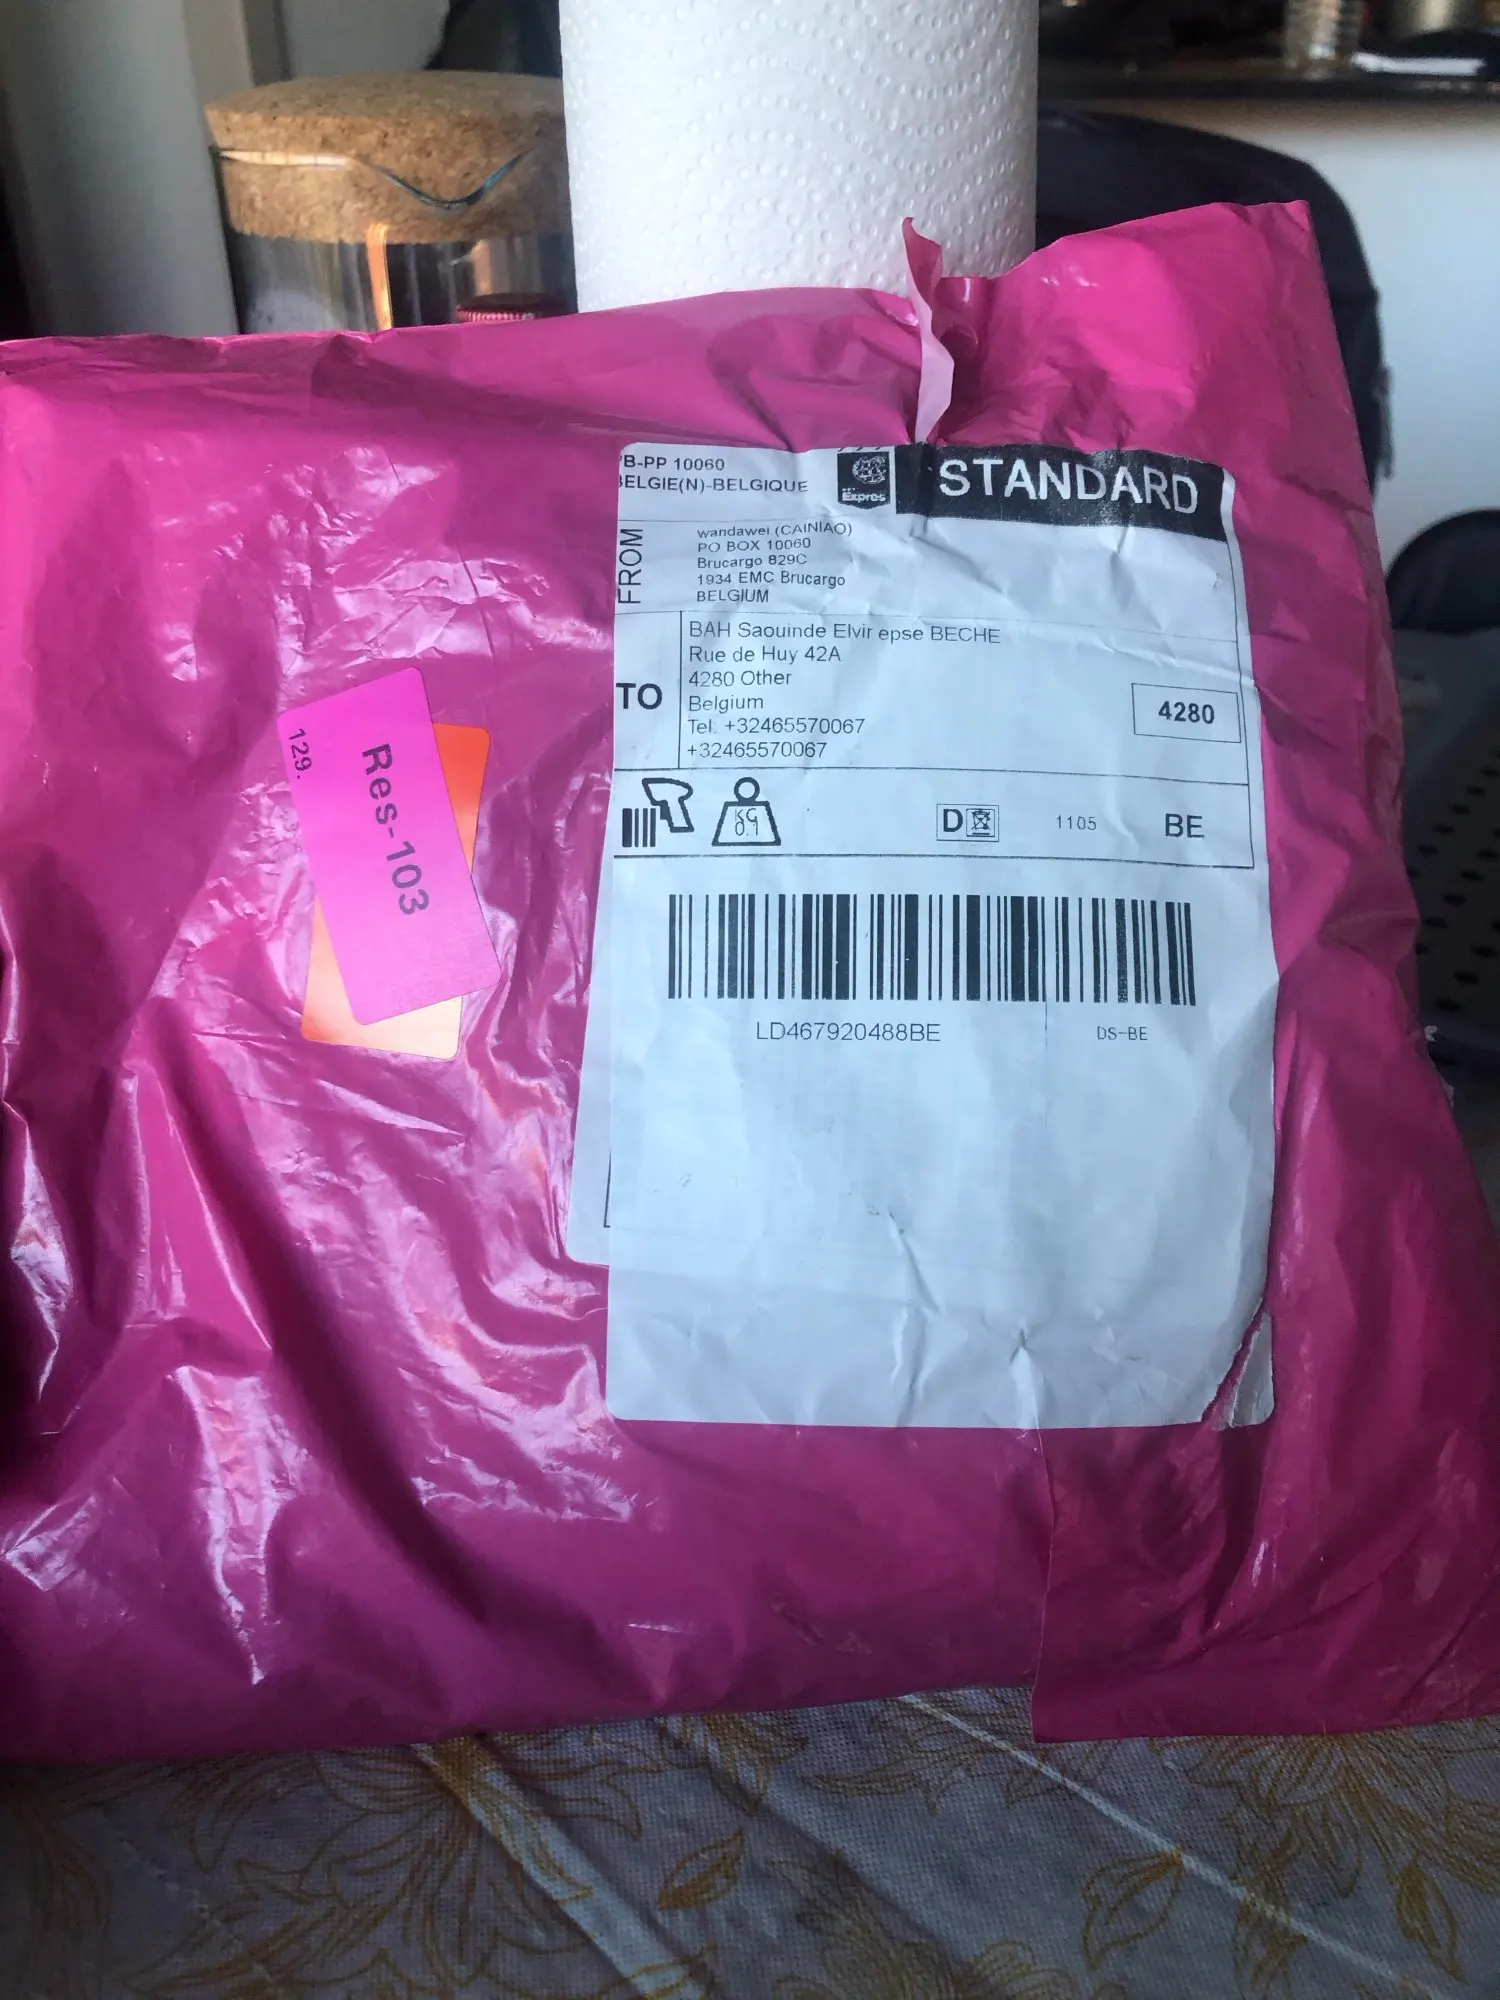 B-PP 10060
BELGIE(N)-BELGIQUE
Expres
STANDARD
FROM
wandawei (CAINIAO)
PO BOX 10060
Brucargo 829C
1934 EMC Brucargo
BELGIUM
TO
BAH Saouinde Elvir epse BECHE
Rue de Huy 42A
4280 Other
Belgium
Tel: +32465570067
+32465570067
4280
KG
0.1
D
1105
BE
LD467920488BE
DS-BE
129.
Res-103